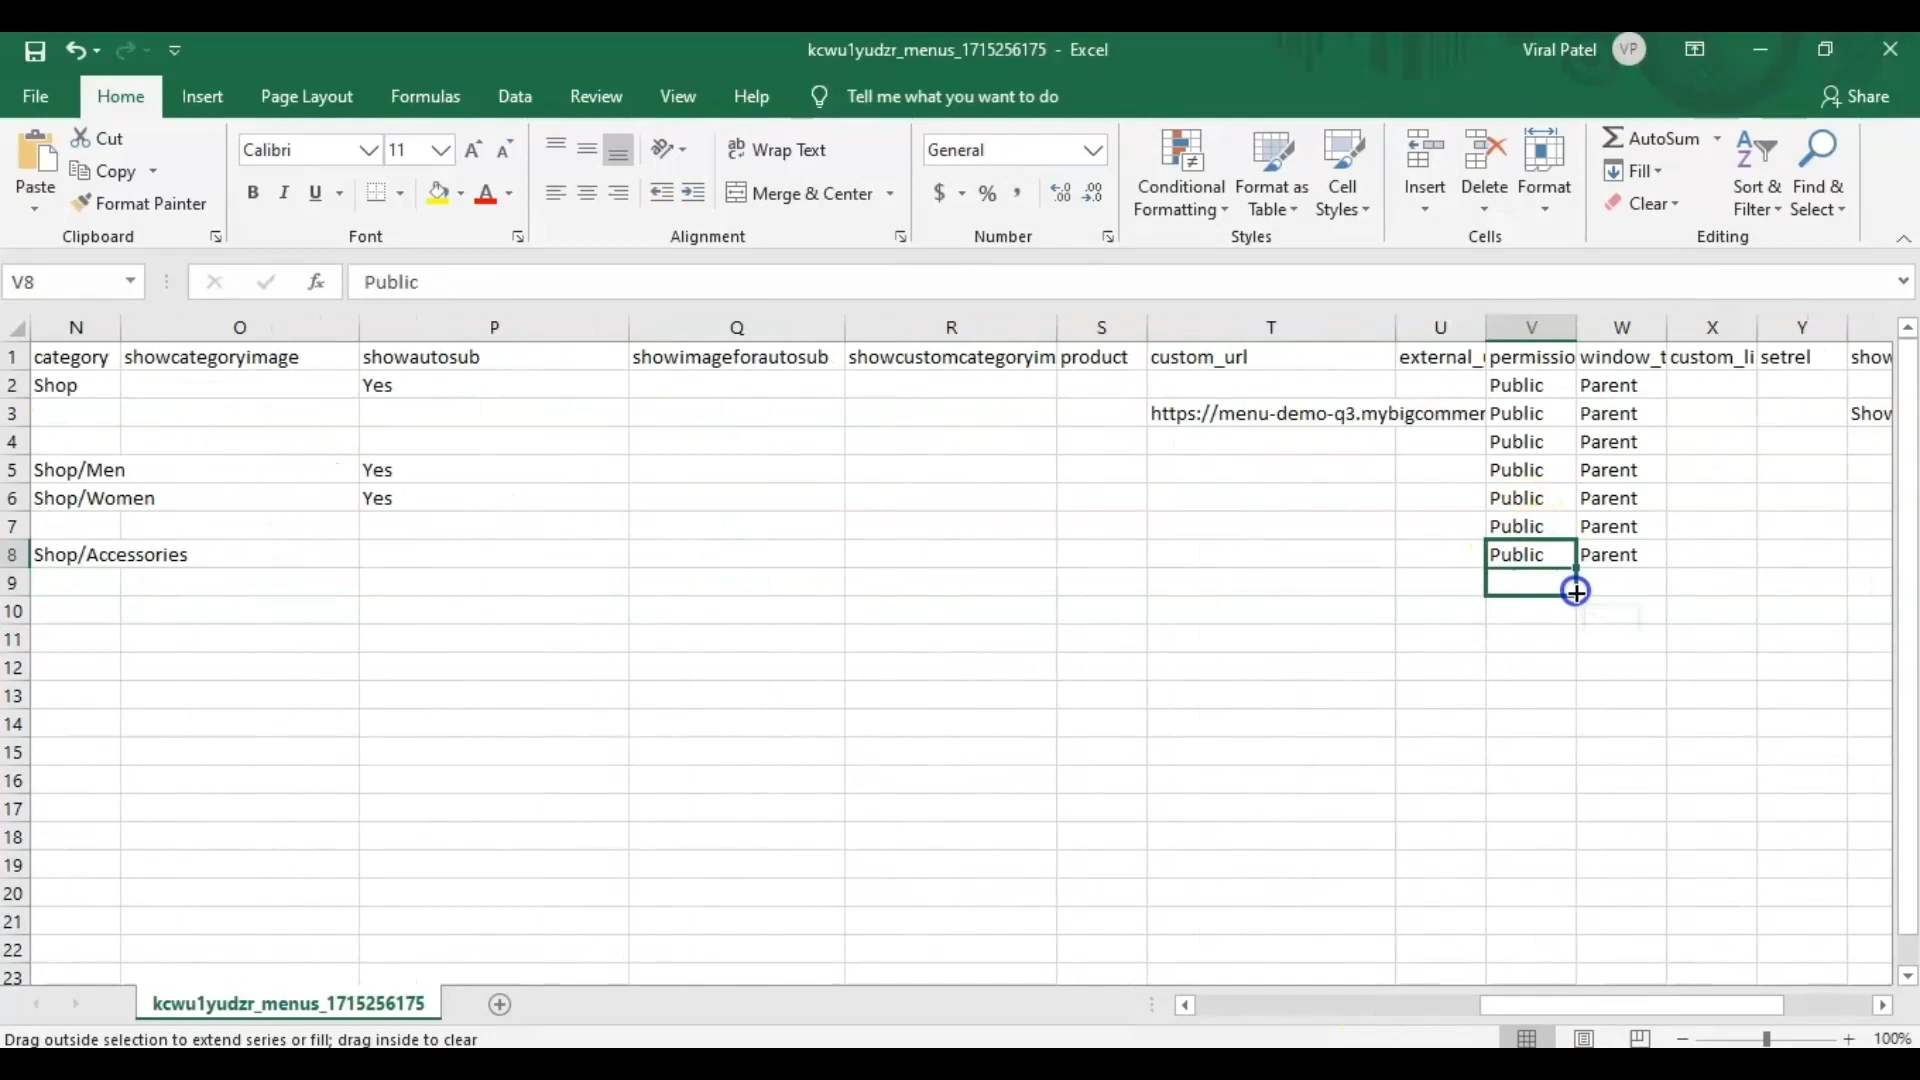 kcwu1yudzr_menus_1715256175 - Excel
Viral Patel
VP
File Home Insert Page Layout Formulas Data Review View Help Tell me what you want to do Share
Paste
Cut
Copy
Format Painter
Clipboard
Calibri 11
B I U A
Font
ab Wrap Text
Merge & Center
Alignment
General
$ % ,
Number
Conditional Formatting
Format as Table
Cell Styles
Styles
Insert Delete Format
Cells
AutoSum
Fill
Clear
Sort & Filter
Find & Select
Editing
V8 fx Public
N O P Q R S T U V W X Y
1 category showcategoryimage showautosub showimageforautosub showcustomcategoryim product custom_url external_ permissio window_t custom_li setrel show
2 Shop Yes Public Parent
3 https://menu-demo-q3.mybigcommer Public Parent Show
4 Public Parent
5 Shop/Men Yes Public Parent
6 Shop/Women Yes Public Parent
7 Public Parent
8 Shop/Accessories Public Parent
9
10
11
12
13
14
15
16
17
18
19
20
21
22
23
kcwu1yudzr_menus_1715256175
Drag outside selection to extend series or fill; drag inside to clear
100%